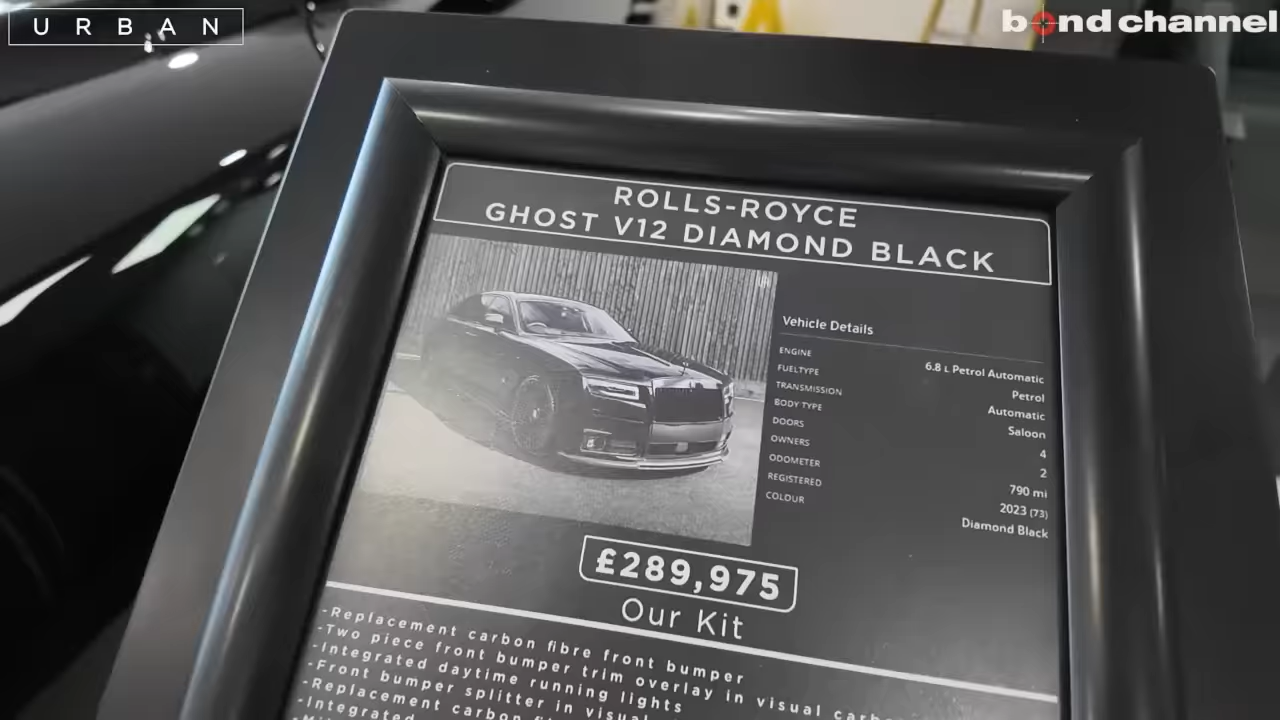 URBAN
bond channel
ROLLS-ROYCE
GHOST V12 DIAMOND BLACK
Vehicle Details
ENGINE 6.8 L Petrol Automatic
FUELTYPE Petrol
TRANSMISSION Automatic
BODY TYPE Saloon
DOORS 4
OWNERS 2
ODOMETER 790 mi
REGISTERED 2023 (73)
COLOUR Diamond Black
£289,975
Our Kit
-Replacement carbon fibre front bumper
-Two piece front bumper trim overlay in visual
-Integrated daytime running lights
-Front bumper splitter in visual
-Replacement carbon
-Integrated